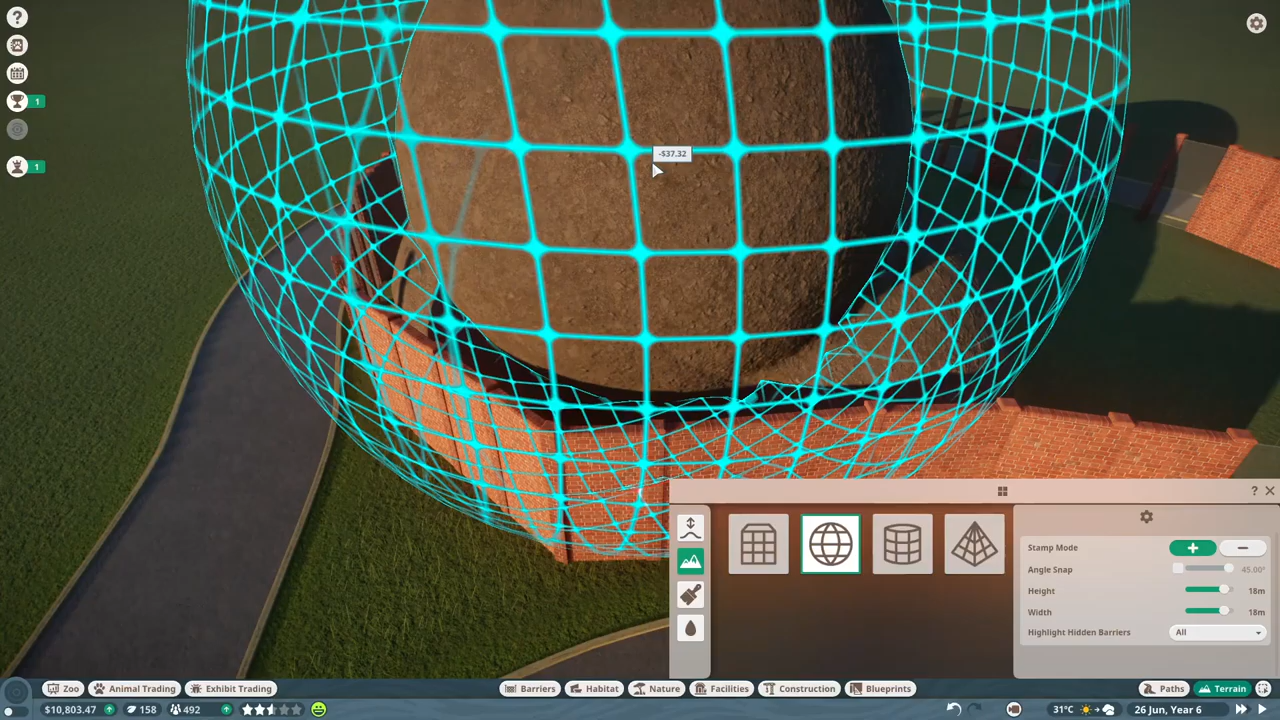 ?
1
1
-$37.32
? 
Stamp Mode + −
Angle Snap 45.00°
Height 18m
Width 18m
Highlight Hidden Barriers All
Zoo Animal Trading Exhibit Trading Barriers Habitat Nature Facilities Construction Blueprints Paths Terrain
$10,803.47 158 492 31°C 26 Jun, Year 6